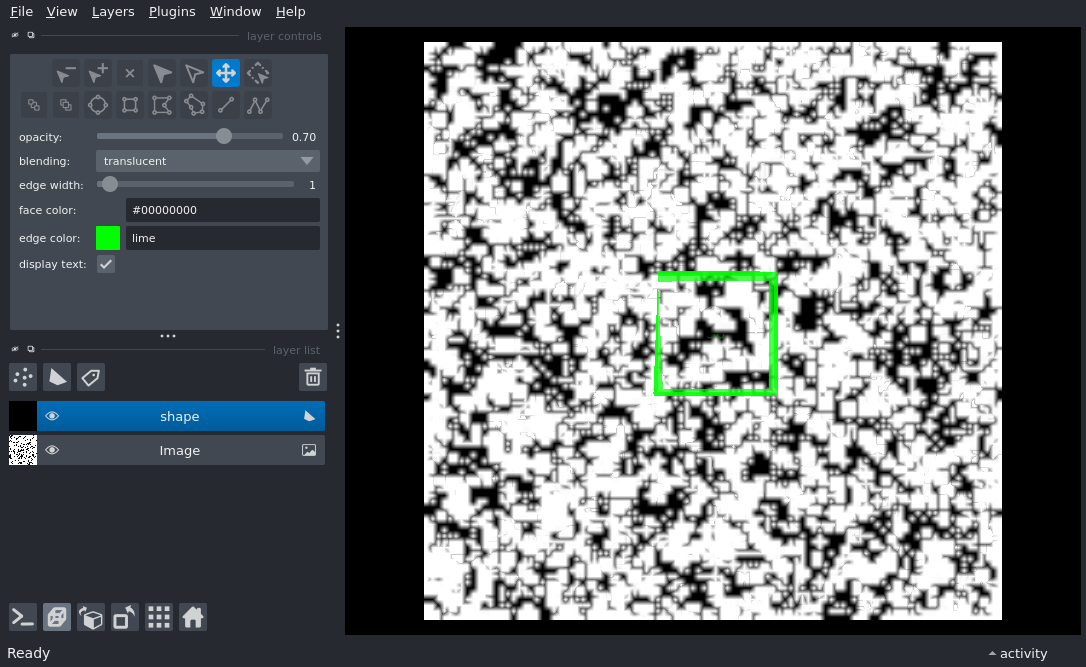 File View Layers Plugins Window Help
layer controls
opacity: 0.70
blending: translucent
edge width: 1
face color: #00000000
edge color: lime
display text:
layer list
shape
Image
Ready activity